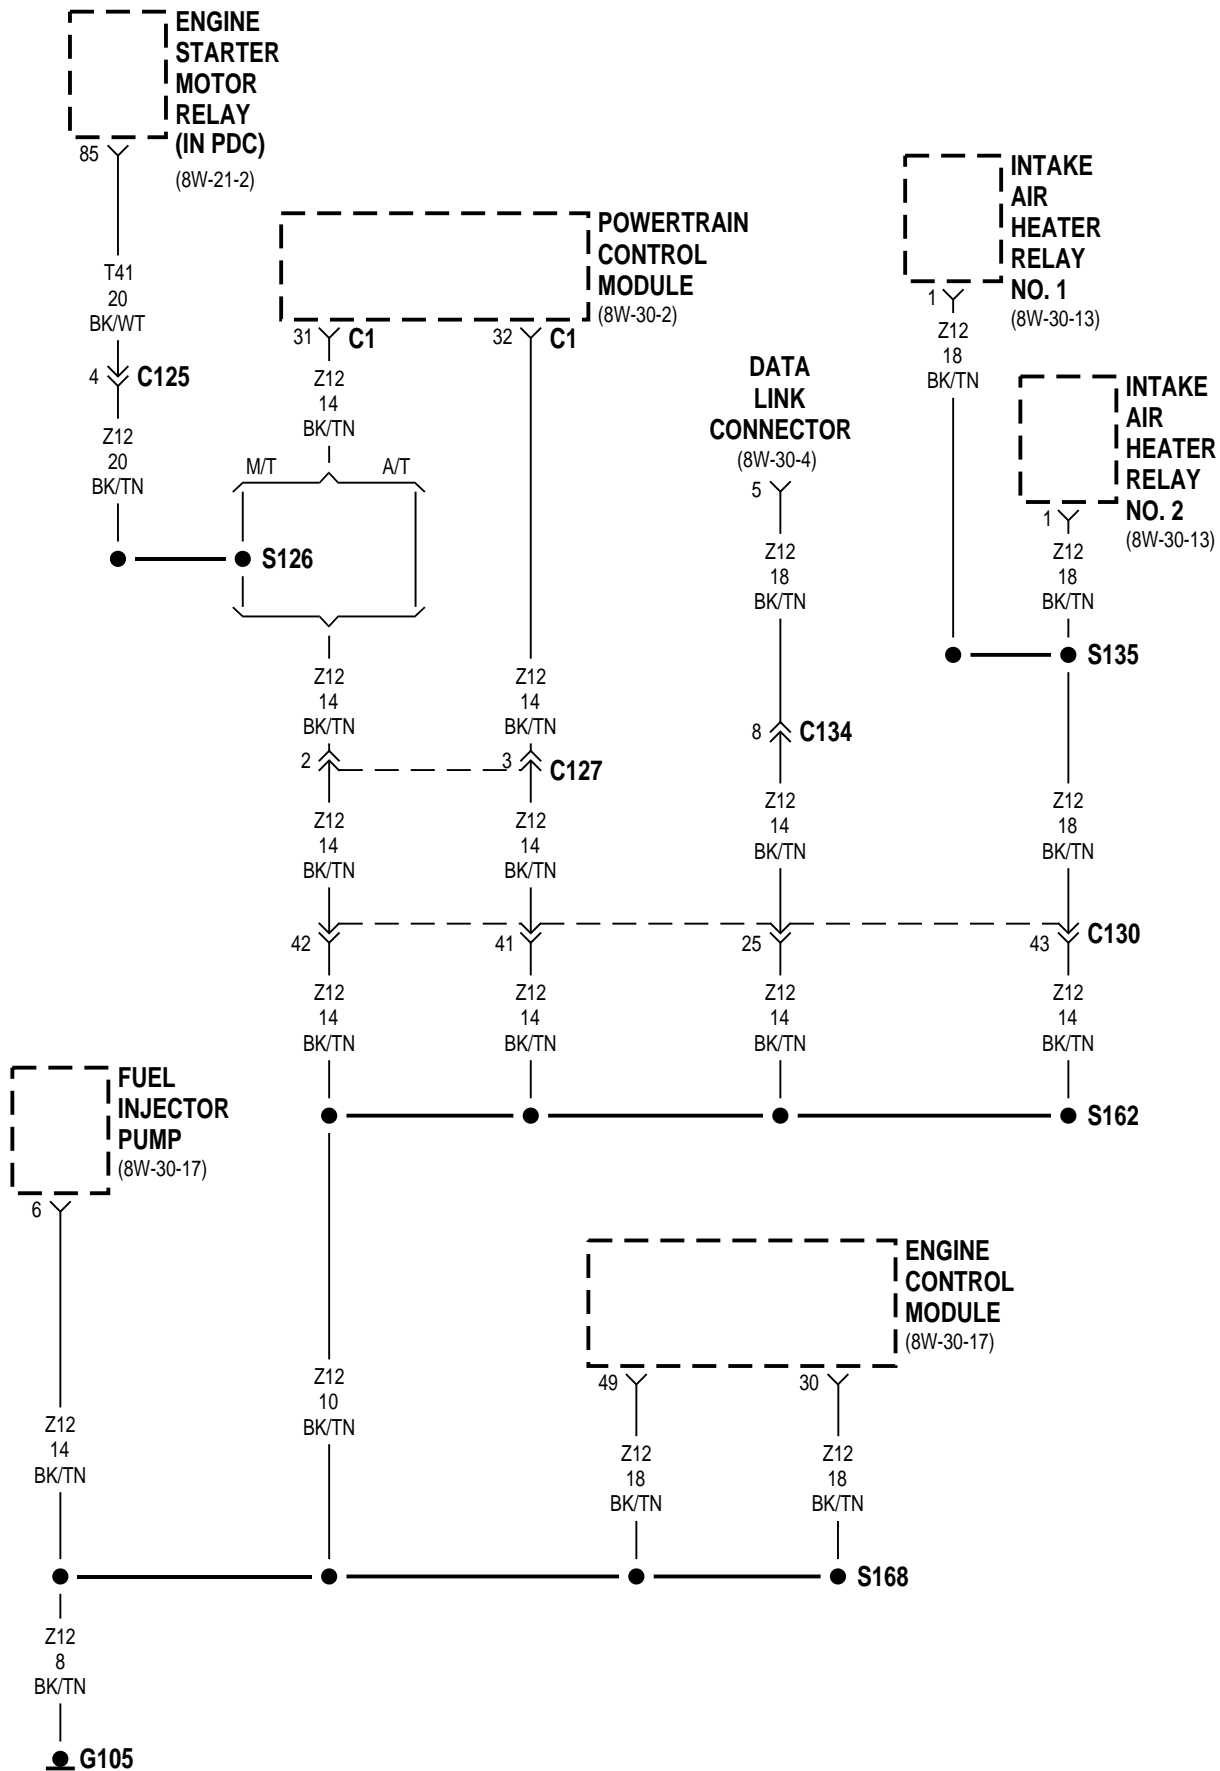 ENGINE
STARTER
MOTOR
RELAY
(IN PDC)
(8W-21-2)
85
T41
20
BK/WT
4
C125
Z12
20
BK/TN
POWERTRAIN
CONTROL
MODULE
(8W-30-2)
31
C1
32
C1
Z12
14
BK/TN
M/T
A/T
S126
DATA
LINK
CONNECTOR
(8W-30-4)
5
Z12
18
BK/TN
INTAKE
AIR
HEATER
RELAY
NO. 1
(8W-30-13)
1
Z12
18
BK/TN
INTAKE
AIR
HEATER
RELAY
NO. 2
(8W-30-13)
1
Z12
18
BK/TN
S135
Z12
14
BK/TN
Z12
14
BK/TN
2
3
C127
8
C134
Z12
14
BK/TN
Z12
14
BK/TN
Z12
14
BK/TN
Z12
18
BK/TN
42
41
25
43
C130
Z12
14
BK/TN
Z12
14
BK/TN
Z12
14
BK/TN
Z12
14
BK/TN
S162
FUEL
INJECTOR
PUMP
(8W-30-17)
6
Z12
14
BK/TN
Z12
10
BK/TN
ENGINE
CONTROL
MODULE
(8W-30-17)
49
30
Z12
18
BK/TN
Z12
18
BK/TN
S168
Z12
8
BK/TN
G105